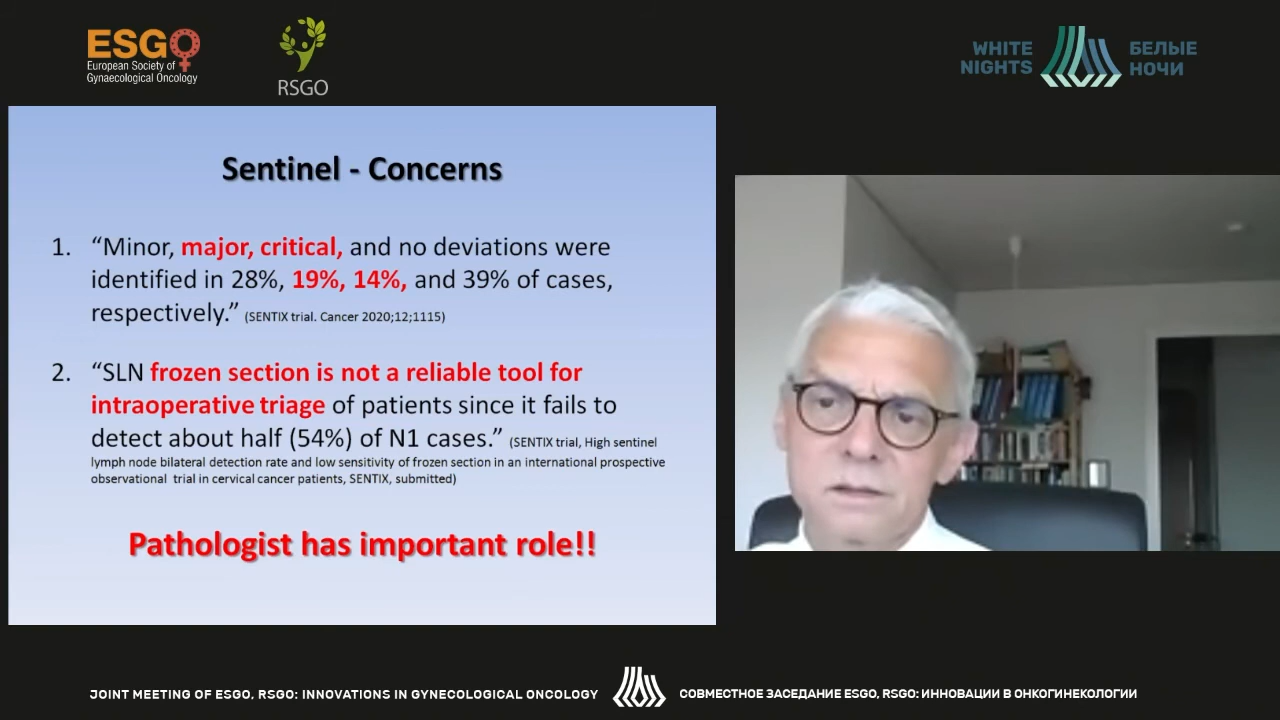 ESGO
European Society of
Gynaecological Oncology
RSGO
WHITE
NIGHTS
БЕЛЫЕ
НОЧИ
Sentinel - Concerns
1. “Minor, major, critical, and no deviations were
identified in 28%, 19%, 14%, and 39% of cases,
respectively.” (SENTIX trial. Cancer 2020;12;1115)
2. “SLN frozen section is not a reliable tool for
intraoperative triage of patients since it fails to
detect about half (54%) of N1 cases.” (SENTIX trial, High sentinel
lymph node bilateral detection rate and low sensitivity of frozen section in an international prospective
observational trial in cervical cancer patients, SENTIX, submitted)
Pathologist has important role!!
JOINT MEETING OF ESGO, RSGO: INNOVATIONS IN GYNECOLOGICAL ONCOLOGY
СОВМЕСТНОЕ ЗАСЕДАНИЕ ESGO, RSGO: ИННОВАЦИИ В ОНКОГИНЕКОЛОГИИ